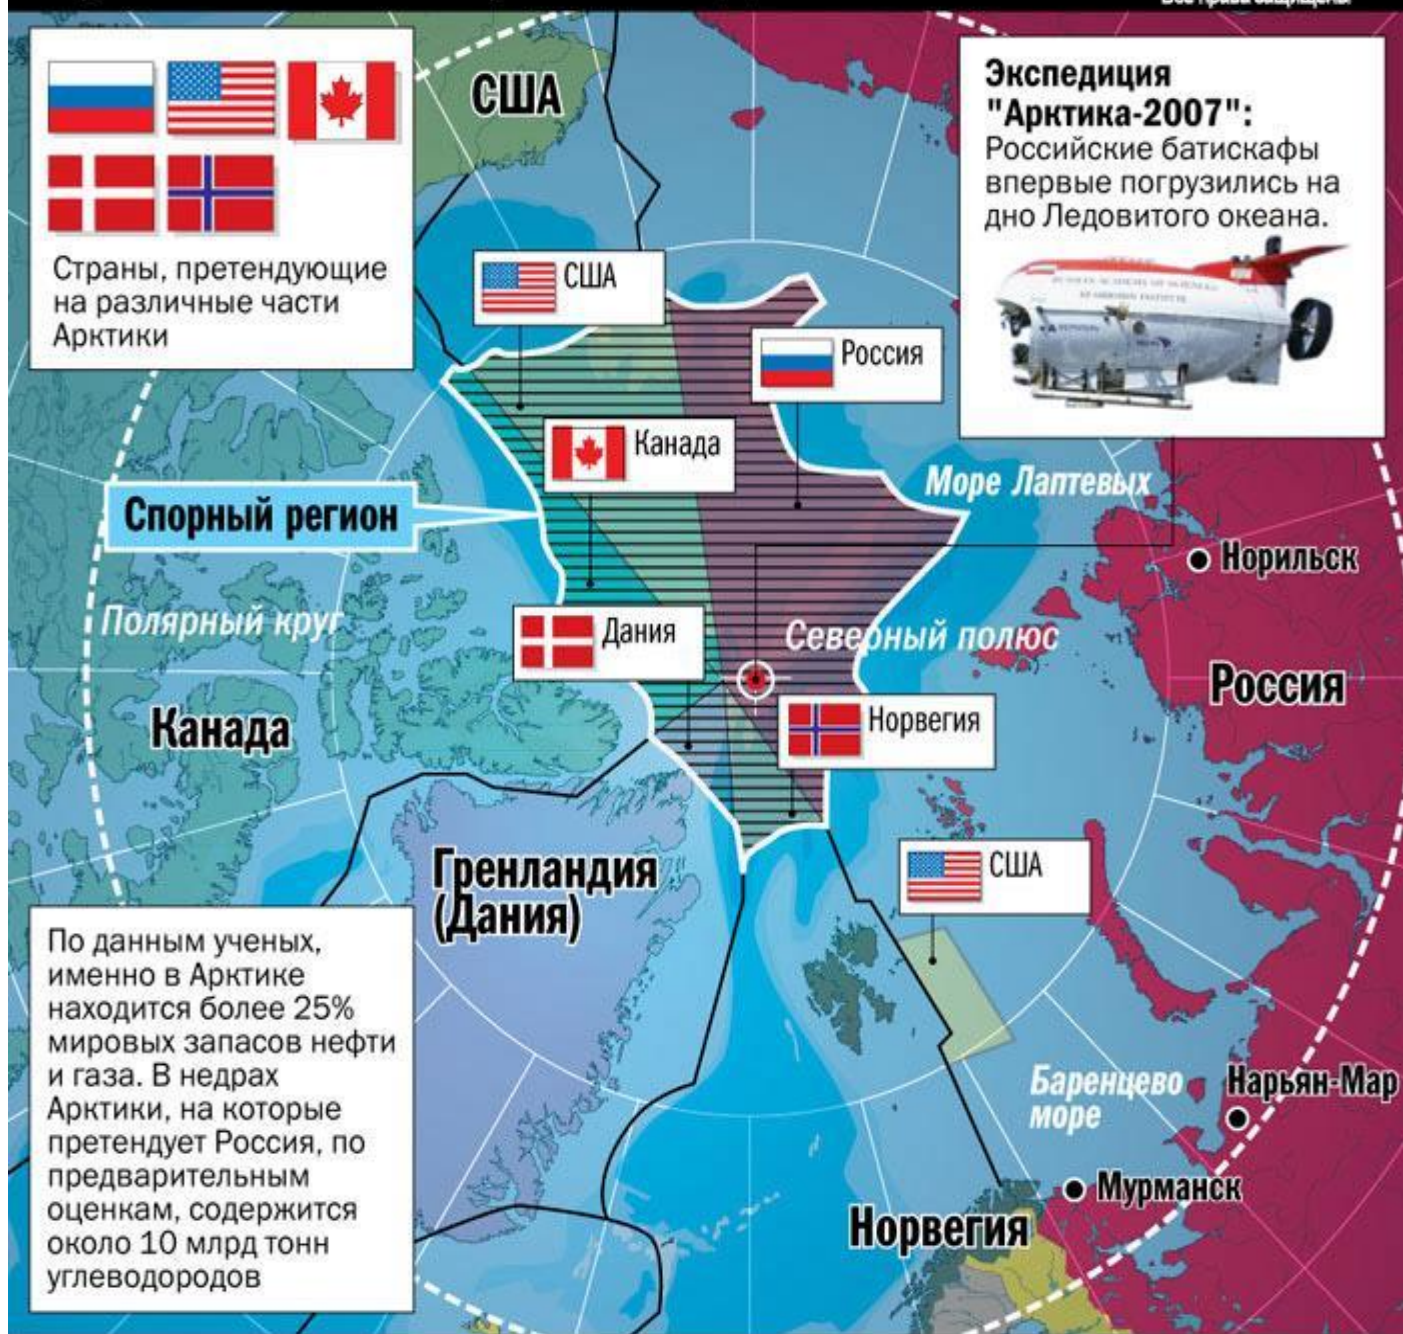 Все права защищены
США
Страны, претендующие
на различные части
Арктики
Экспедиция
"Арктика-2007":
Российские батискафы
впервые погрузились на
дно Ледовитого океана.
США
Россия
Канада
Море Лаптевых
Спорный регион
Норильск
Полярный круг
Дания
Северный полюс
Россия
Канада
Норвегия
Гренландия
(Дания)
США
По данным ученых,
именно в Арктике
находится более 25%
мировых запасов нефти
и газа. В недрах
Арктики, на которые
претендует Россия, по
предварительным
оценкам, содержится
около 10 млрд тонн
углеводородов
Баренцево
море
Нарьян-Мар
Мурманск
Норвегия